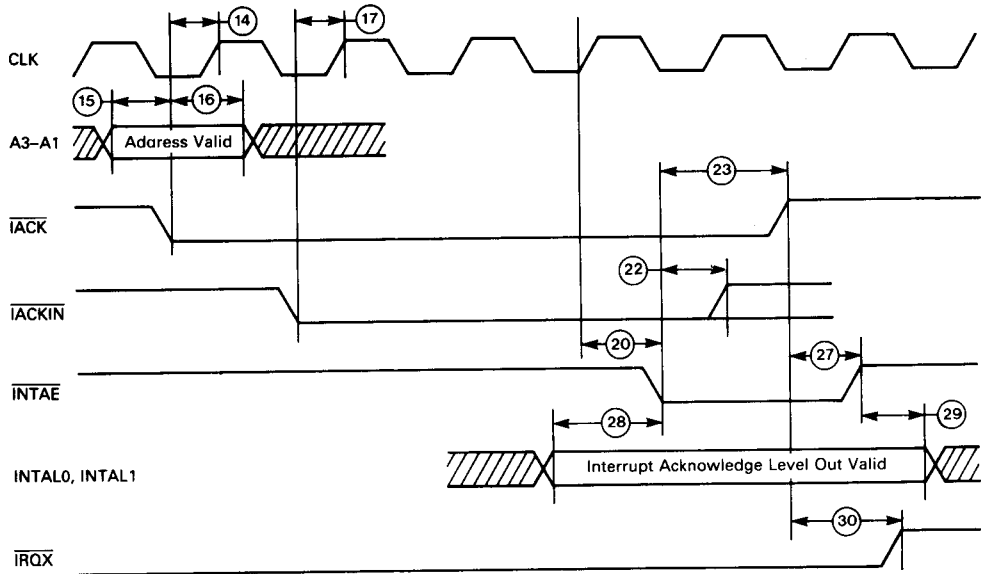 14
17
CLK
15
16
A3–A1
Address Valid
23
IACK
22
IACKIN
20
27
INTAE
28
29
INTAL0, INTAL1
Interrupt Acknowledge Level Out Valid
30
IRQX